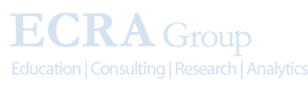 ECRA Group
Education | Consulting | Research | Analytics